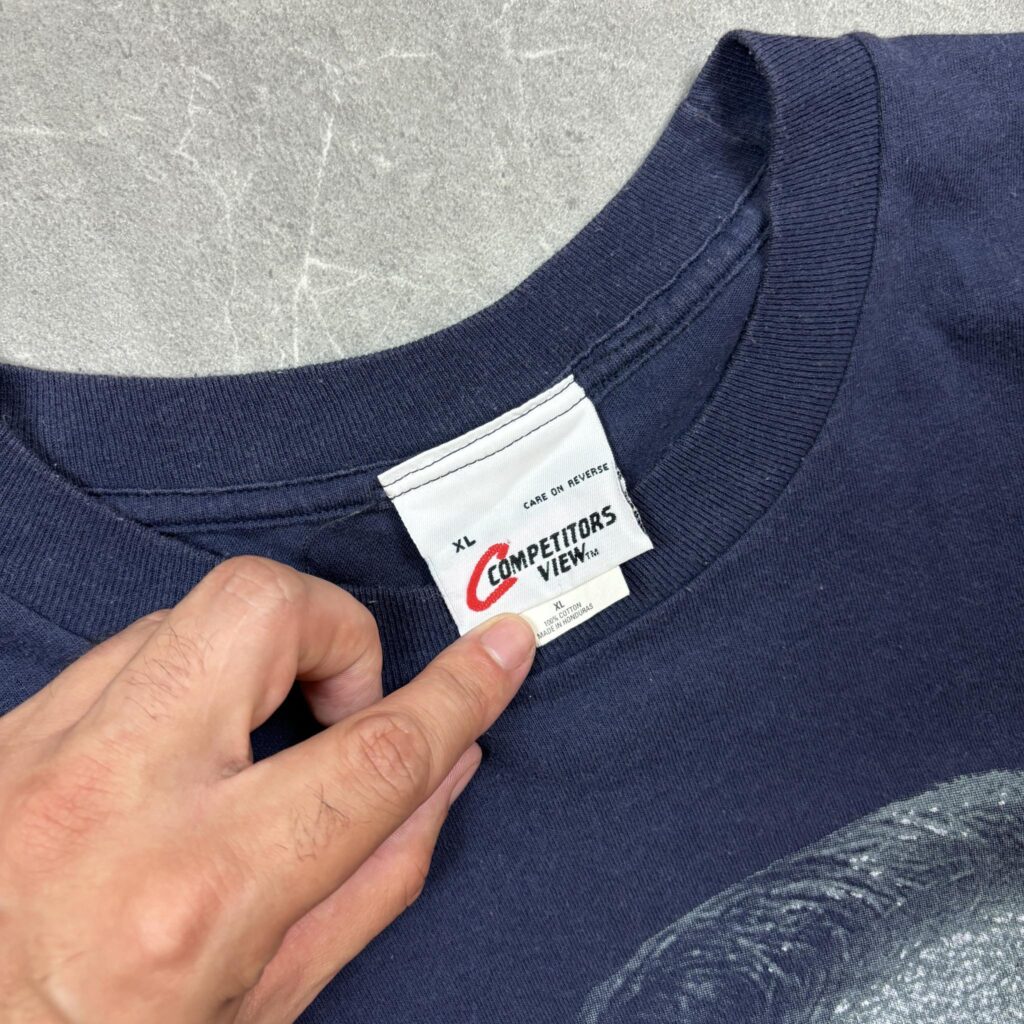 CARE ON REVERSE
XL
COMPETITORS
VIEW™
XL
100% COTTON
MADE IN HONDURAS